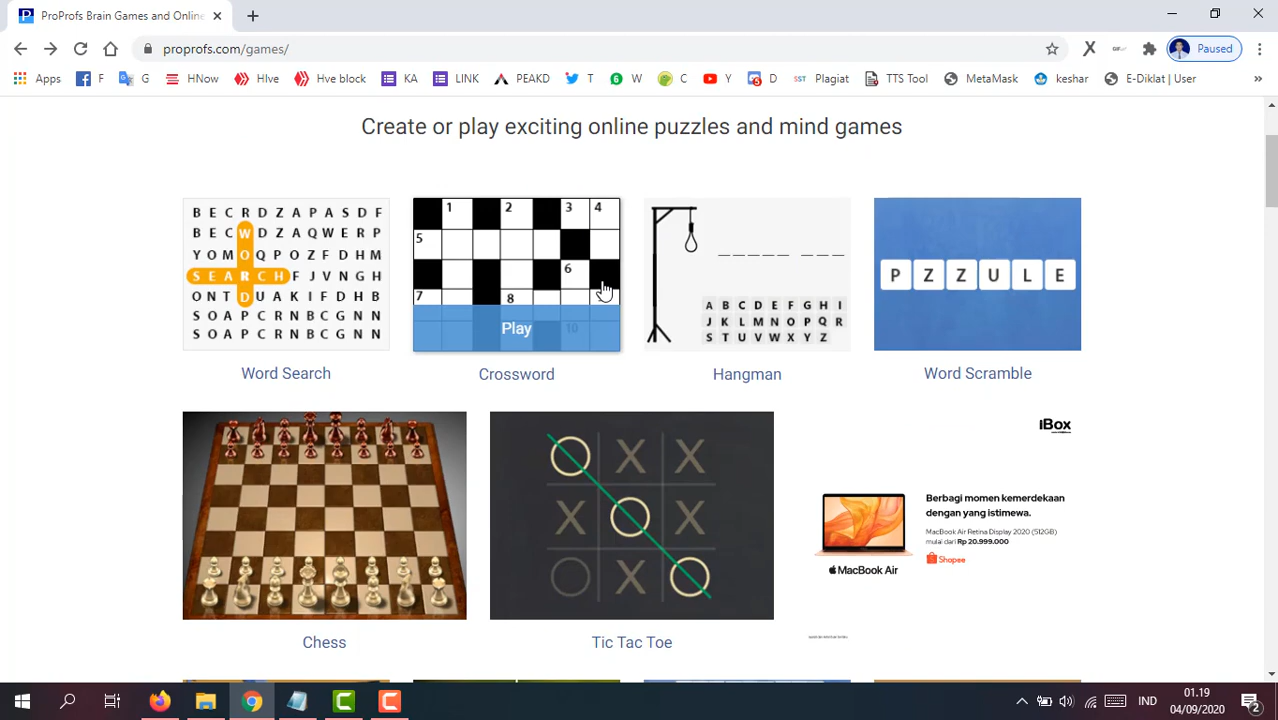 ProProfs Brain Games and Online
proprofs.com/games/
Paused
Apps
F
G
HNow
HIve
Hve block
KA
LINK
PEAKD
T
W
C
Y
D
SST
Plagiat
TTS Tool
MetaMask
keshar
E-Diklat | User
»
Create or play exciting online puzzles and mind games
B E C R D Z A P A S D F
B E C W D Z A Q W E R P
Y O M O Q P O Z F D H M
S E A R C H F J V N G H
O N T D U A K I F D H B
S O A P C R N B C G N N
S O A P C R N B C G N N
1 2 3 4
5
6
7 8
Play
10
A B C D E F G H I
J K L M N O P Q R
S T U V W X Y Z
P Z Z U L E
Word Search
Crossword
Hangman
Word Scramble
X X
X X
X
iBox
Berbagi momen kemerdekaan
dengan yang istimewa.
MacBook Air Retina Display 2020 (512GB)
mulai dari Rp 20.999.000
Shopee
MacBook Air
Chess
Tic Tac Toe
IND
01.19
04/09/2020
2